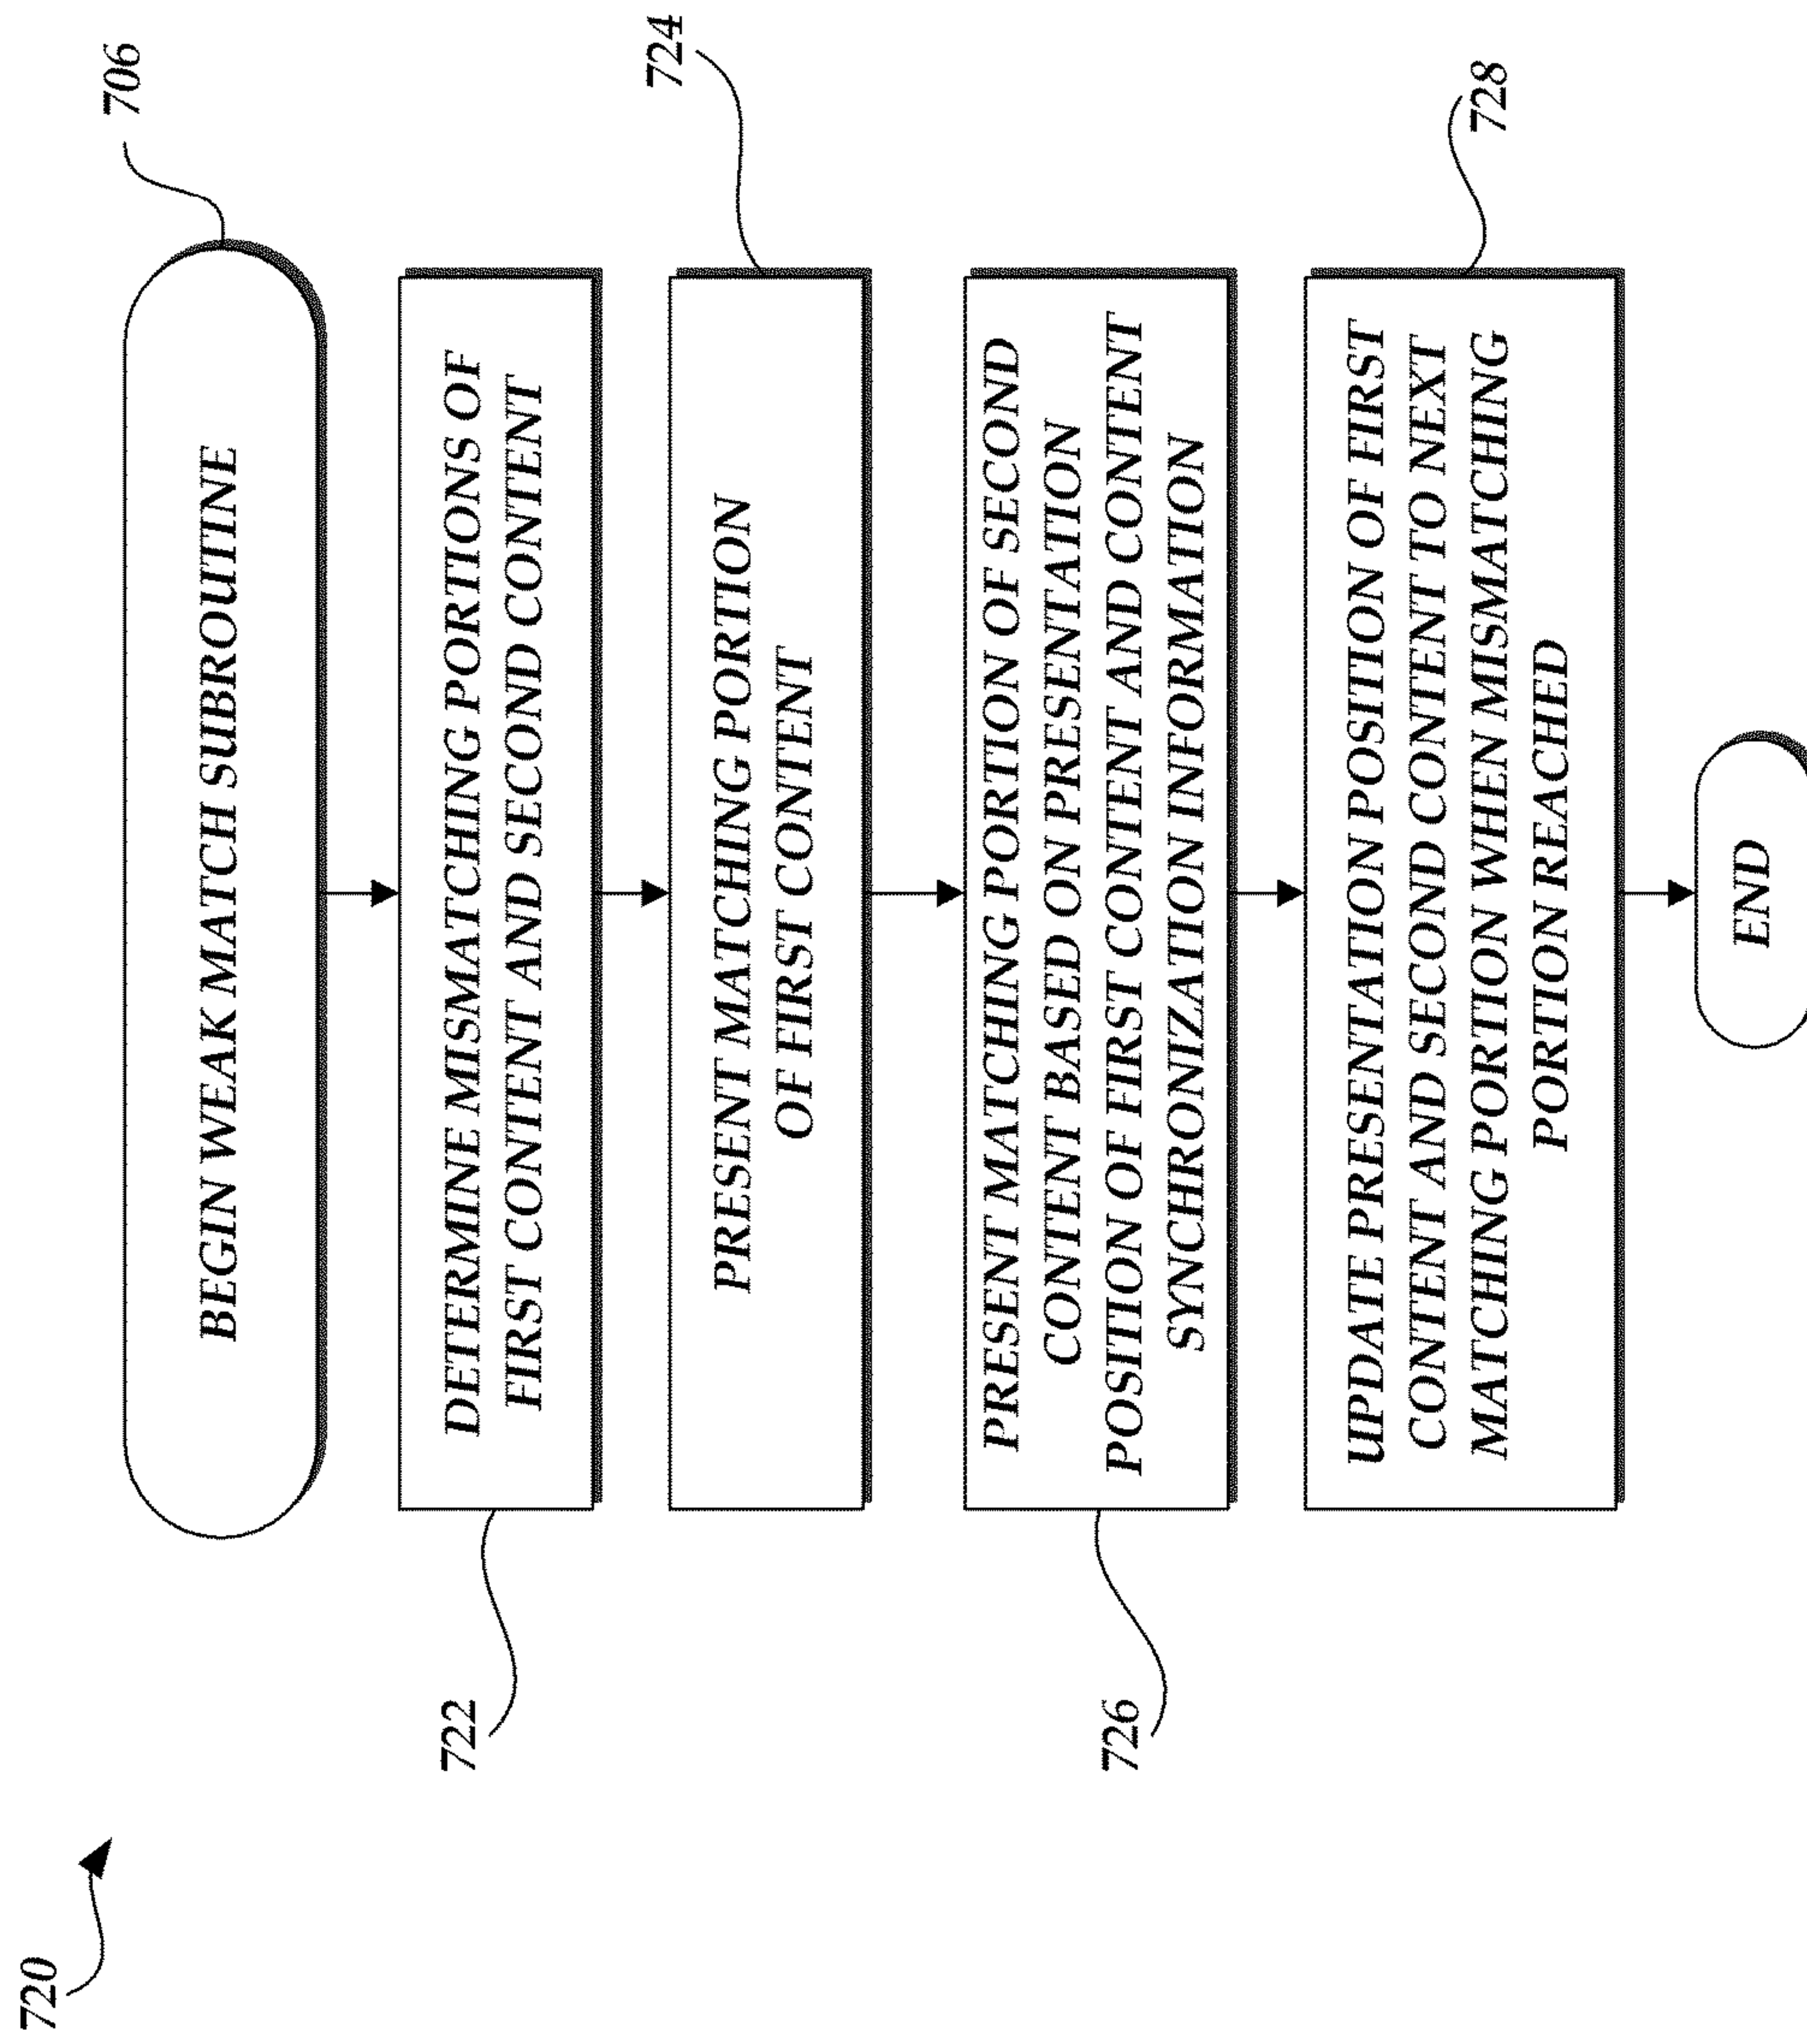 720
706
BEGIN WEAK MATCH SUBROUTINE
722
DETERMINE MISMATCHING PORTIONS OF
FIRST CONTENT AND SECOND CONTENT
724
PRESENT MATCHING PORTION
OF FIRST CONTENT
726
PRESENT MATCHING PORTION OF SECOND
CONTENT BASED ON PRESENTATION
POSITION OF FIRST CONTENT AND CONTENT
SYNCHRONIZATION INFORMATION
728
UPDATE PRESENTATION POSITION OF FIRST
CONTENT AND SECOND CONTENT TO NEXT
MATCHING PORTION WHEN MISMATCHING
PORTION REACHED
END